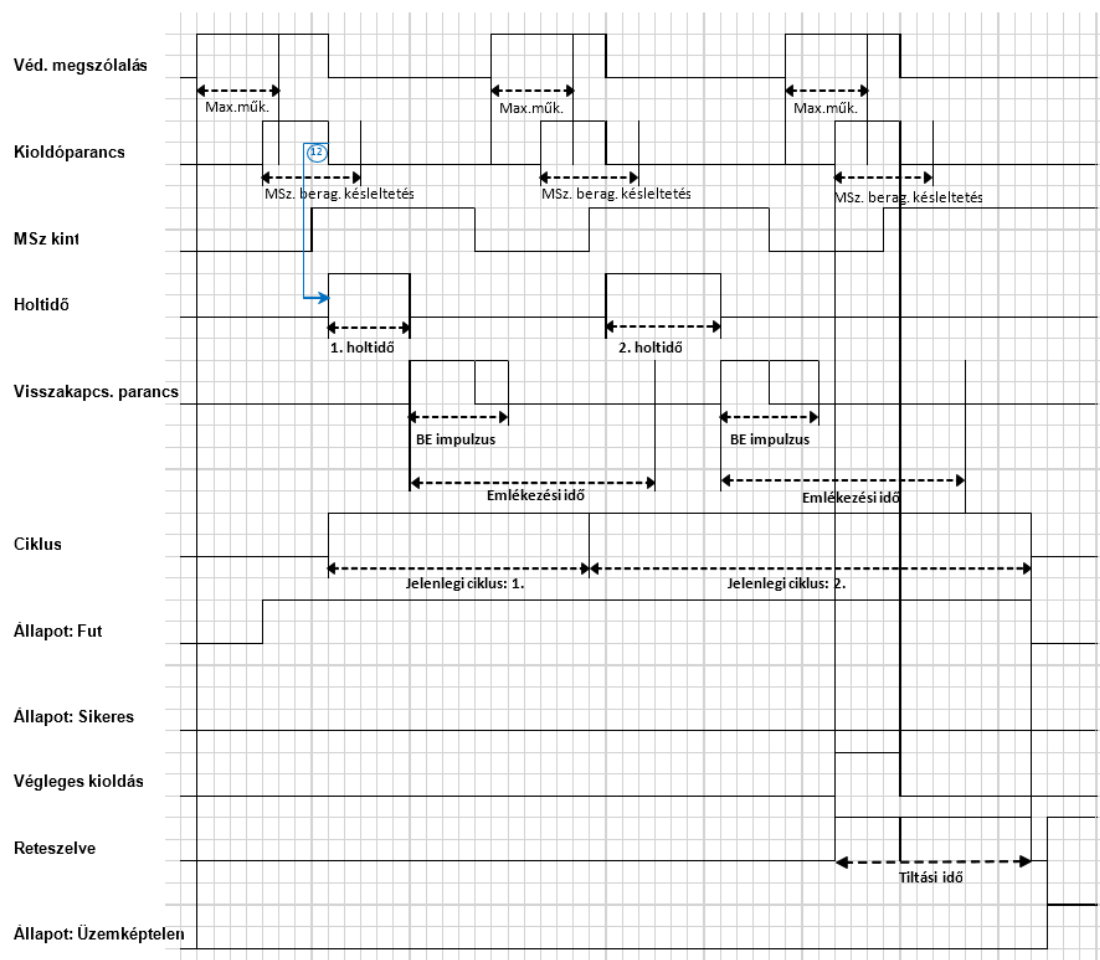 Véd. megszólalás
Max.műk. Max.műk. Max.műk.
Kioldóparancs
12
MSz. berag. késleltetés MSz. berag. késleltetés MSz. berag. késleltetés
MSz kint
Holtidő
1. holtidő 2. holtidő
Visszakapcs. parancs
BE impulzus BE impulzus
Emlékezési idő Emlékezési idő
Ciklus
Jelenlegi ciklus: 1. Jelenlegi ciklus: 2.
Állapot: Fut
Állapot: Sikeres
Végleges kioldás
Reteszelve
Tiltási idő
Állapot: Üzemképtelen